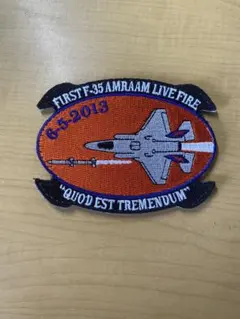 FIRST F-35 AMRAAM LIVE FIRE
6-5-2013
"QUOD EST TREMENDUM"